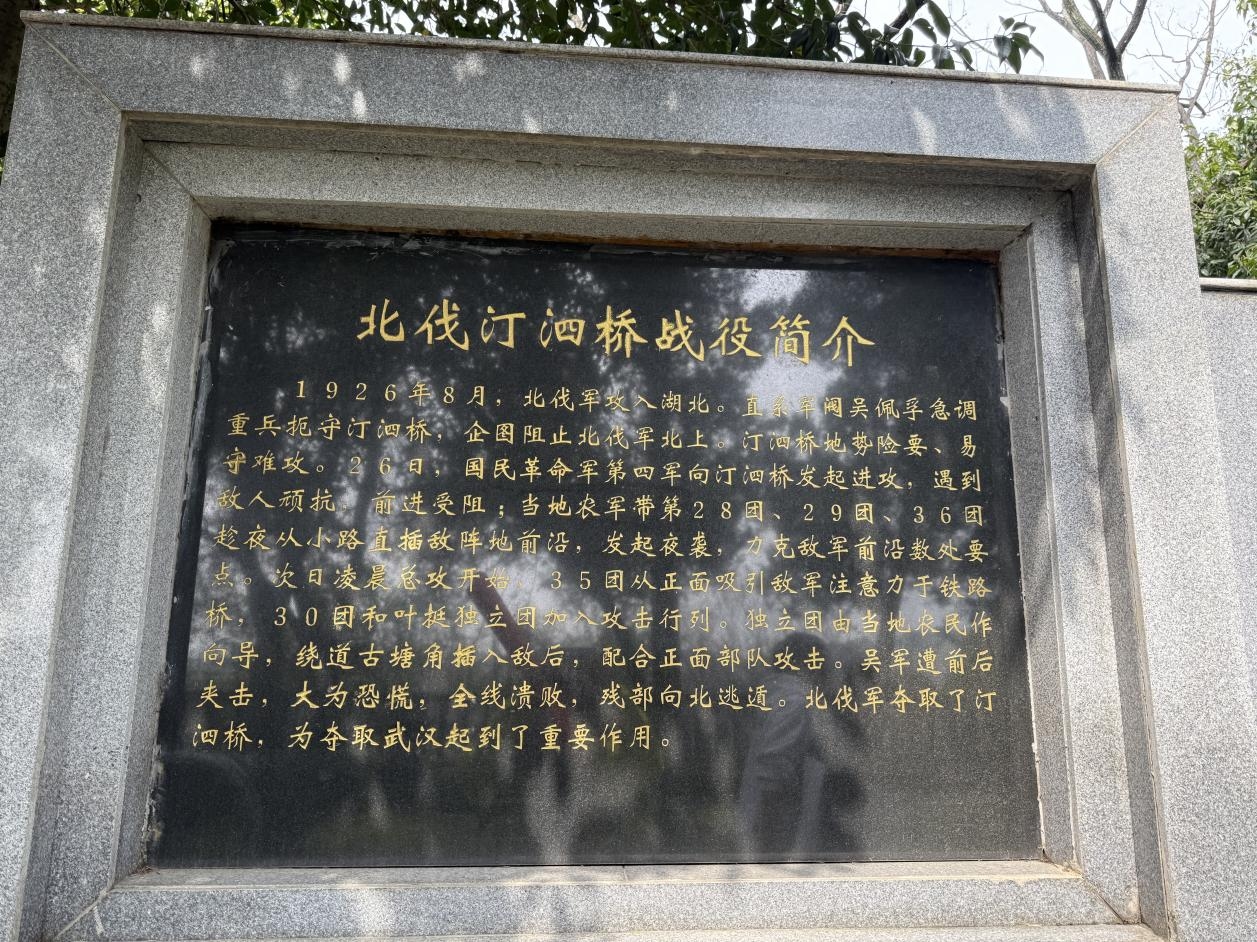 北伐汀泗桥战役简介
1926年8月，北伐军攻入湖北。直系军阀吴佩孚急调
重兵扼守汀泗桥，企图阻止北伐军北上。汀泗桥地势险要、易
守难攻。26日，国民革命军第四军向汀泗桥发起进攻，遇到
敌人顽抗，前进受阻；当地农军带第28团、29团、36团
趁夜从小路直插敌阵地前沿，发起夜袭，力克敌军前沿数处要
点。次日凌晨总攻开始，35团从正面吸引敌军注意力于铁路
桥，30团和叶挺独立团加入攻击行列。独立团由当地农民作
向导，绕道古塘角插入敌后，配合正面部队攻击。吴军遭前后
夹击，大为恐慌，全线溃败，残部向北逃遁。北伐军夺取了汀
泗桥，为夺取武汉起到了重要作用。